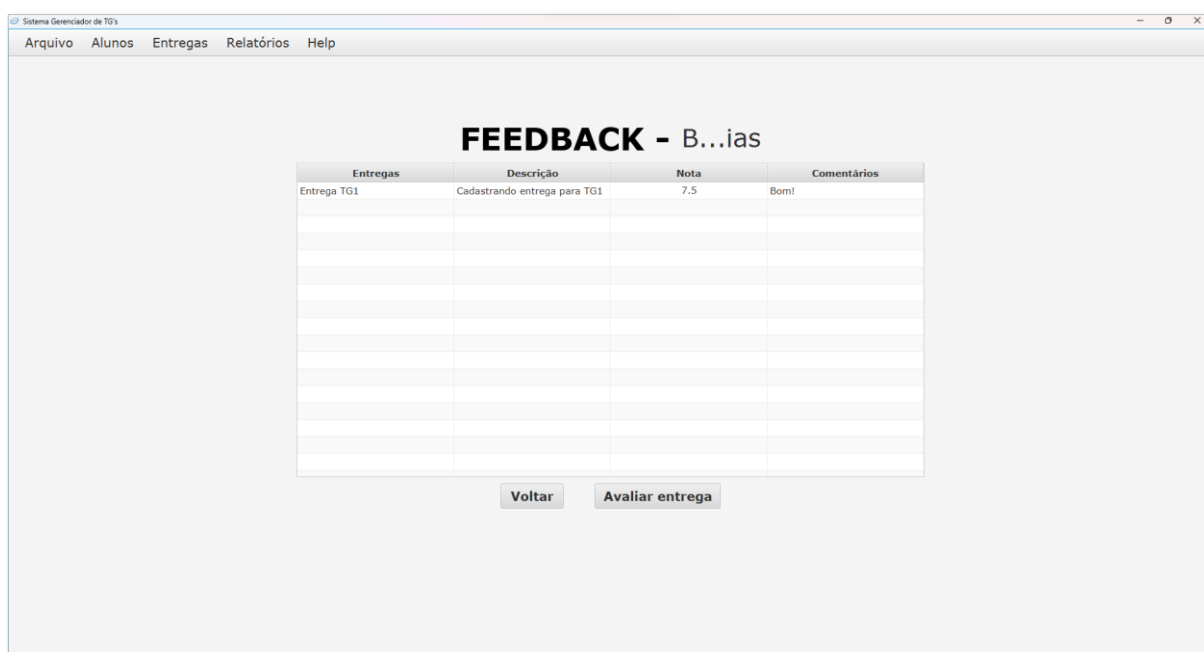 Sistema Gerenciador de TG's
Arquivo Alunos Entregas Relatórios Help
FEEDBACK - B...ias
Entregas Descrição Nota Comentários
Entrega TG1 Cadastrando entrega para TG1 7.5 Bom!
Voltar Avaliar entrega